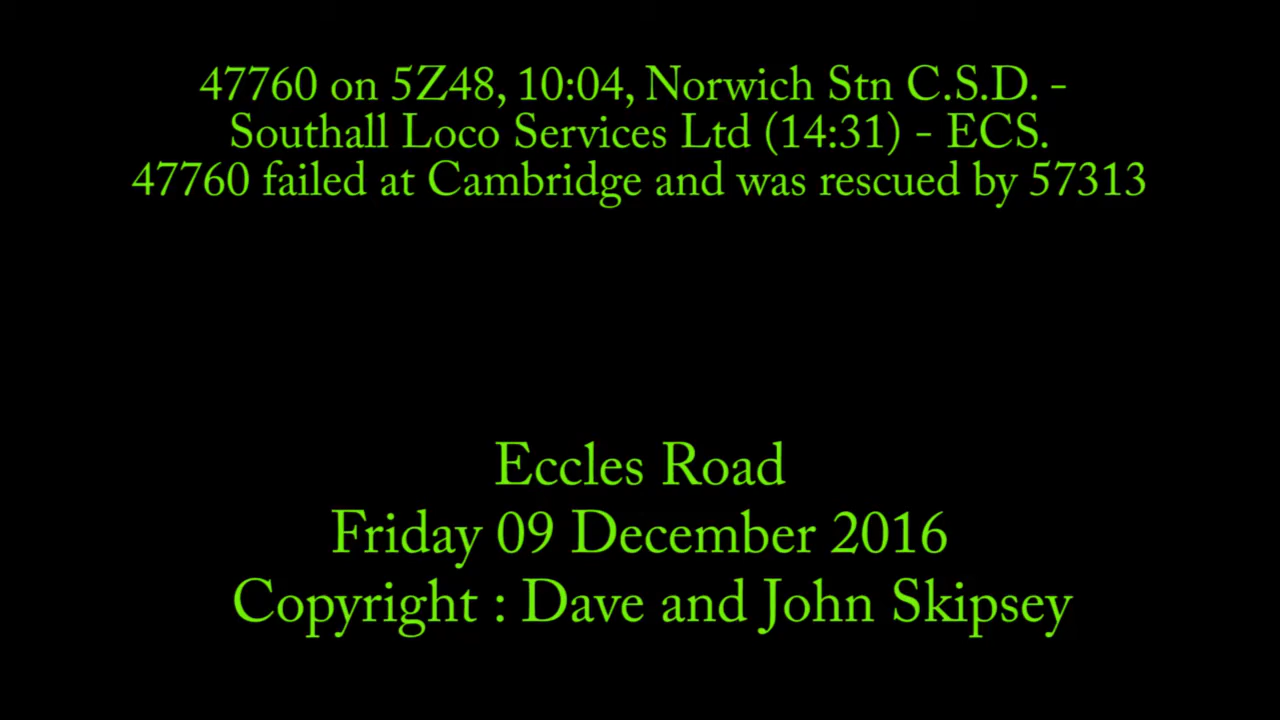 47760 on 5Z48, 10:04, Norwich Stn C.S.D. -
Southall Loco Services Ltd (14:31) - ECS.
47760 failed at Cambridge and was rescued by 57313
Eccles Road
Friday 09 December 2016
Copyright : Dave and John Skipsey